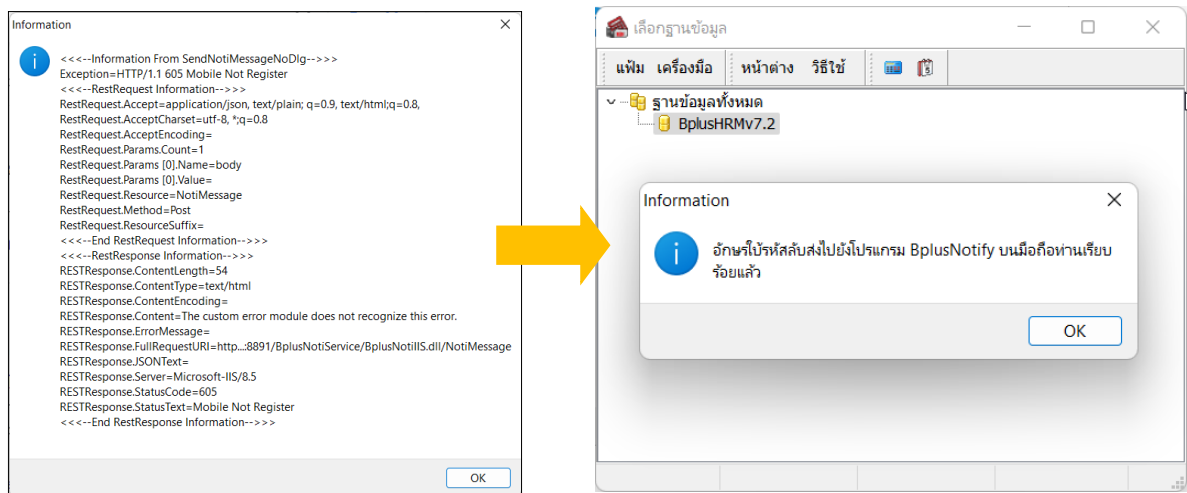 Information
<<<--Information From SendNotiMessageNoDlg-->>>
Exception=HTTP/1.1 605 Mobile Not Register
<<<--RestRequest Information-->>>
RestRequest.Accept=application/json, text/plain; q=0.9, text/html;q=0.8,
RestRequest.AcceptCharset=utf-8, *;q=0.8
RestRequest.AcceptEncoding=
RestRequest.Params.Count=1
RestRequest.Params [0].Name=body
RestRequest.Params [0].Value=
RestRequest.Resource=NotiMessage
RestRequest.Method=Post
RestRequest.ResourceSuffix=
<<<--End RestRequest Information-->>>
<<<--RestResponse Information-->>>
RESTResponse.ContentLength=54
RESTResponse.ContentType=text/html
RESTResponse.ContentEncoding=
RESTResponse.Content=The custom error module does not recognize this error.
RESTResponse.ErrorMessage=
RESTResponse.FullRequestURI=http...:8891/BplusNotiService/BplusNotiIIS.dll/NotiMessage
RESTResponse.JSONText=
RESTResponse.Server=Microsoft-IIS/8.5
RESTResponse.StatusCode=605
RESTResponse.StatusText=Mobile Not Register
<<<--End RestResponse Information-->>>
OK
เลือกฐานข้อมูล
แฟ้ม เครื่องมือ หน้าต่าง วิธีใช้
ฐานข้อมูลทั้งหมด
BplusHRMv7.2
Information
อักษรใบ้รหัสลับส่งไปยังโปรแกรม BplusNotify บนมือถือท่านเรียบ
ร้อยแล้ว
OK